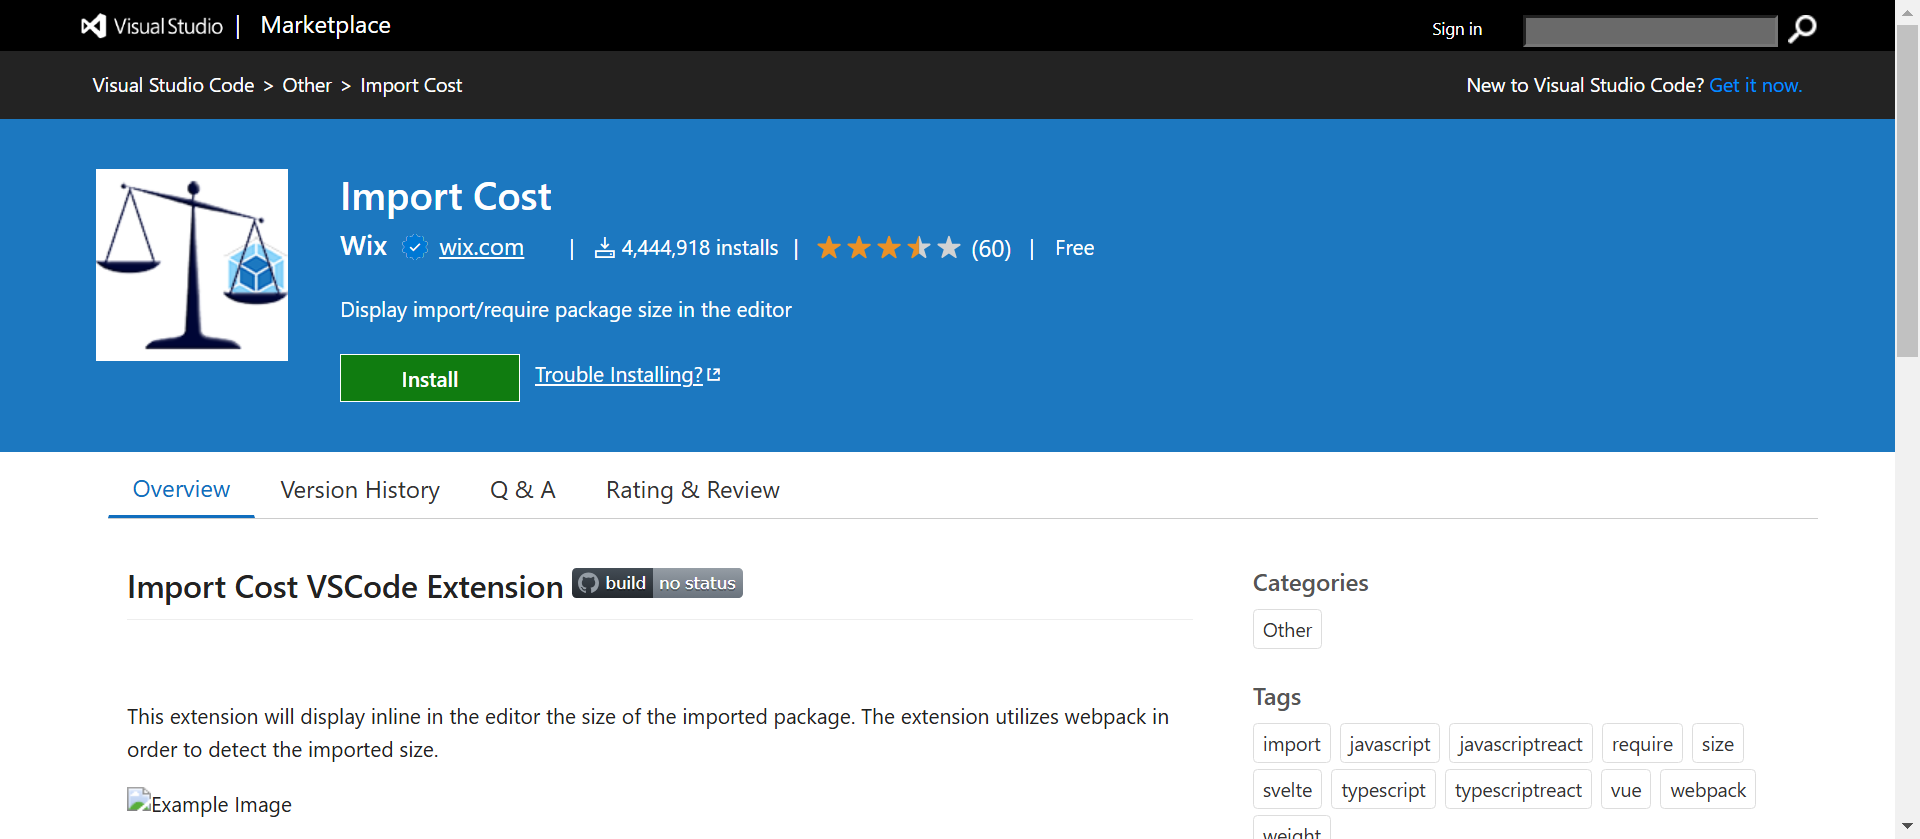 Visual Studio | Marketplace
Sign in
Visual Studio Code > Other > Import Cost
New to Visual Studio Code? Get it now.
Import Cost
Wix wix.com | 4,444,918 installs | (60) | Free
Display import/require package size in the editor
Install
Trouble Installing?
Overview
Version History
Q & A
Rating & Review
Import Cost VSCode Extension
build no status
This extension will display inline in the editor the size of the imported package. The extension utilizes webpack in
order to detect the imported size.
Example Image
Categories
Other
Tags
import javascript javascriptreact require size
svelte typescript typescriptreact vue webpack
weight